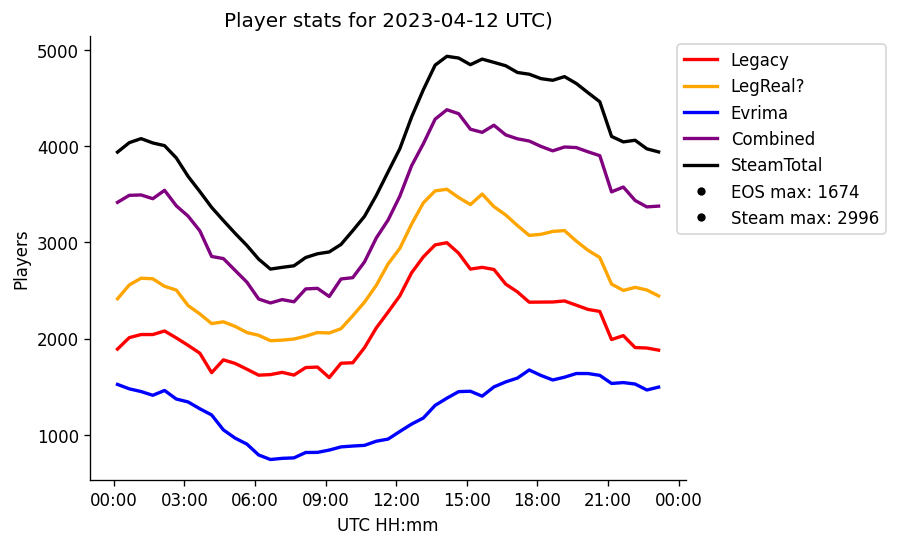 Player stats for 2023-04-12 UTC)
Players
5000
4000
3000
2000
1000
00:00 03:00 06:00 09:00 12:00 15:00 18:00 21:00 00:00
UTC HH:mm
Legacy
LegReal?
Evrima
Combined
SteamTotal
EOS max: 1674
Steam max: 2996